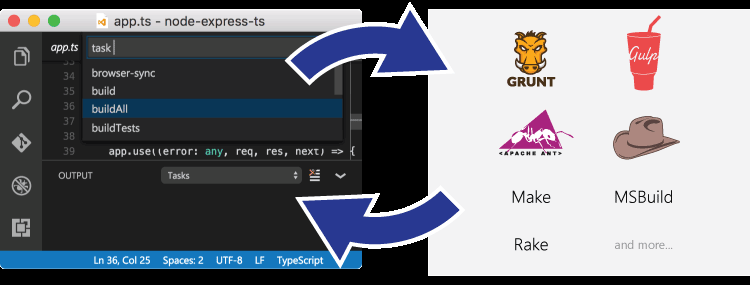 app.ts - node-express-ts
app.ts
task
browser-sync
build
buildAll
buildTests
33
34
35
36
37
38
39 app.use((error: any, req, res, next) => {
OUTPUT Tasks
Ln 36, Col 25 Spaces: 2 UTF-8 LF TypeScript
GRUNT
Gulp
<APACHE ANT>
Make MSBuild
Rake and more...